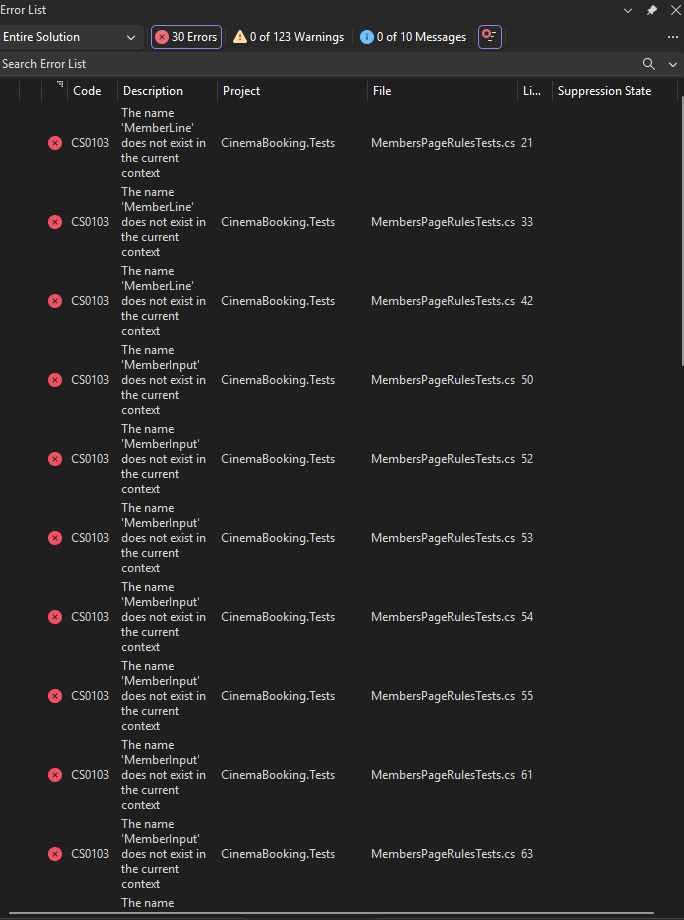 Error List
Entire Solution
30 Errors
0 of 123 Warnings
0 of 10 Messages
Search Error List
Code Description Project File Li... Suppression State
The name
'MemberLine'
CS0103 does not exist in CinemaBooking.Tests MembersPageRulesTests.cs 21
the current
context
The name
'MemberLine'
CS0103 does not exist in CinemaBooking.Tests MembersPageRulesTests.cs 33
the current
context
The name
'MemberLine'
CS0103 does not exist in CinemaBooking.Tests MembersPageRulesTests.cs 42
the current
context
The name
'MemberInput'
CS0103 does not exist in CinemaBooking.Tests MembersPageRulesTests.cs 50
the current
context
The name
'MemberInput'
CS0103 does not exist in CinemaBooking.Tests MembersPageRulesTests.cs 52
the current
context
The name
'MemberInput'
CS0103 does not exist in CinemaBooking.Tests MembersPageRulesTests.cs 53
the current
context
The name
'MemberInput'
CS0103 does not exist in CinemaBooking.Tests MembersPageRulesTests.cs 54
the current
context
The name
'MemberInput'
CS0103 does not exist in CinemaBooking.Tests MembersPageRulesTests.cs 55
the current
context
The name
'MemberInput'
CS0103 does not exist in CinemaBooking.Tests MembersPageRulesTests.cs 61
the current
context
The name
'MemberInput'
CS0103 does not exist in CinemaBooking.Tests MembersPageRulesTests.cs 63
the current
context
The name